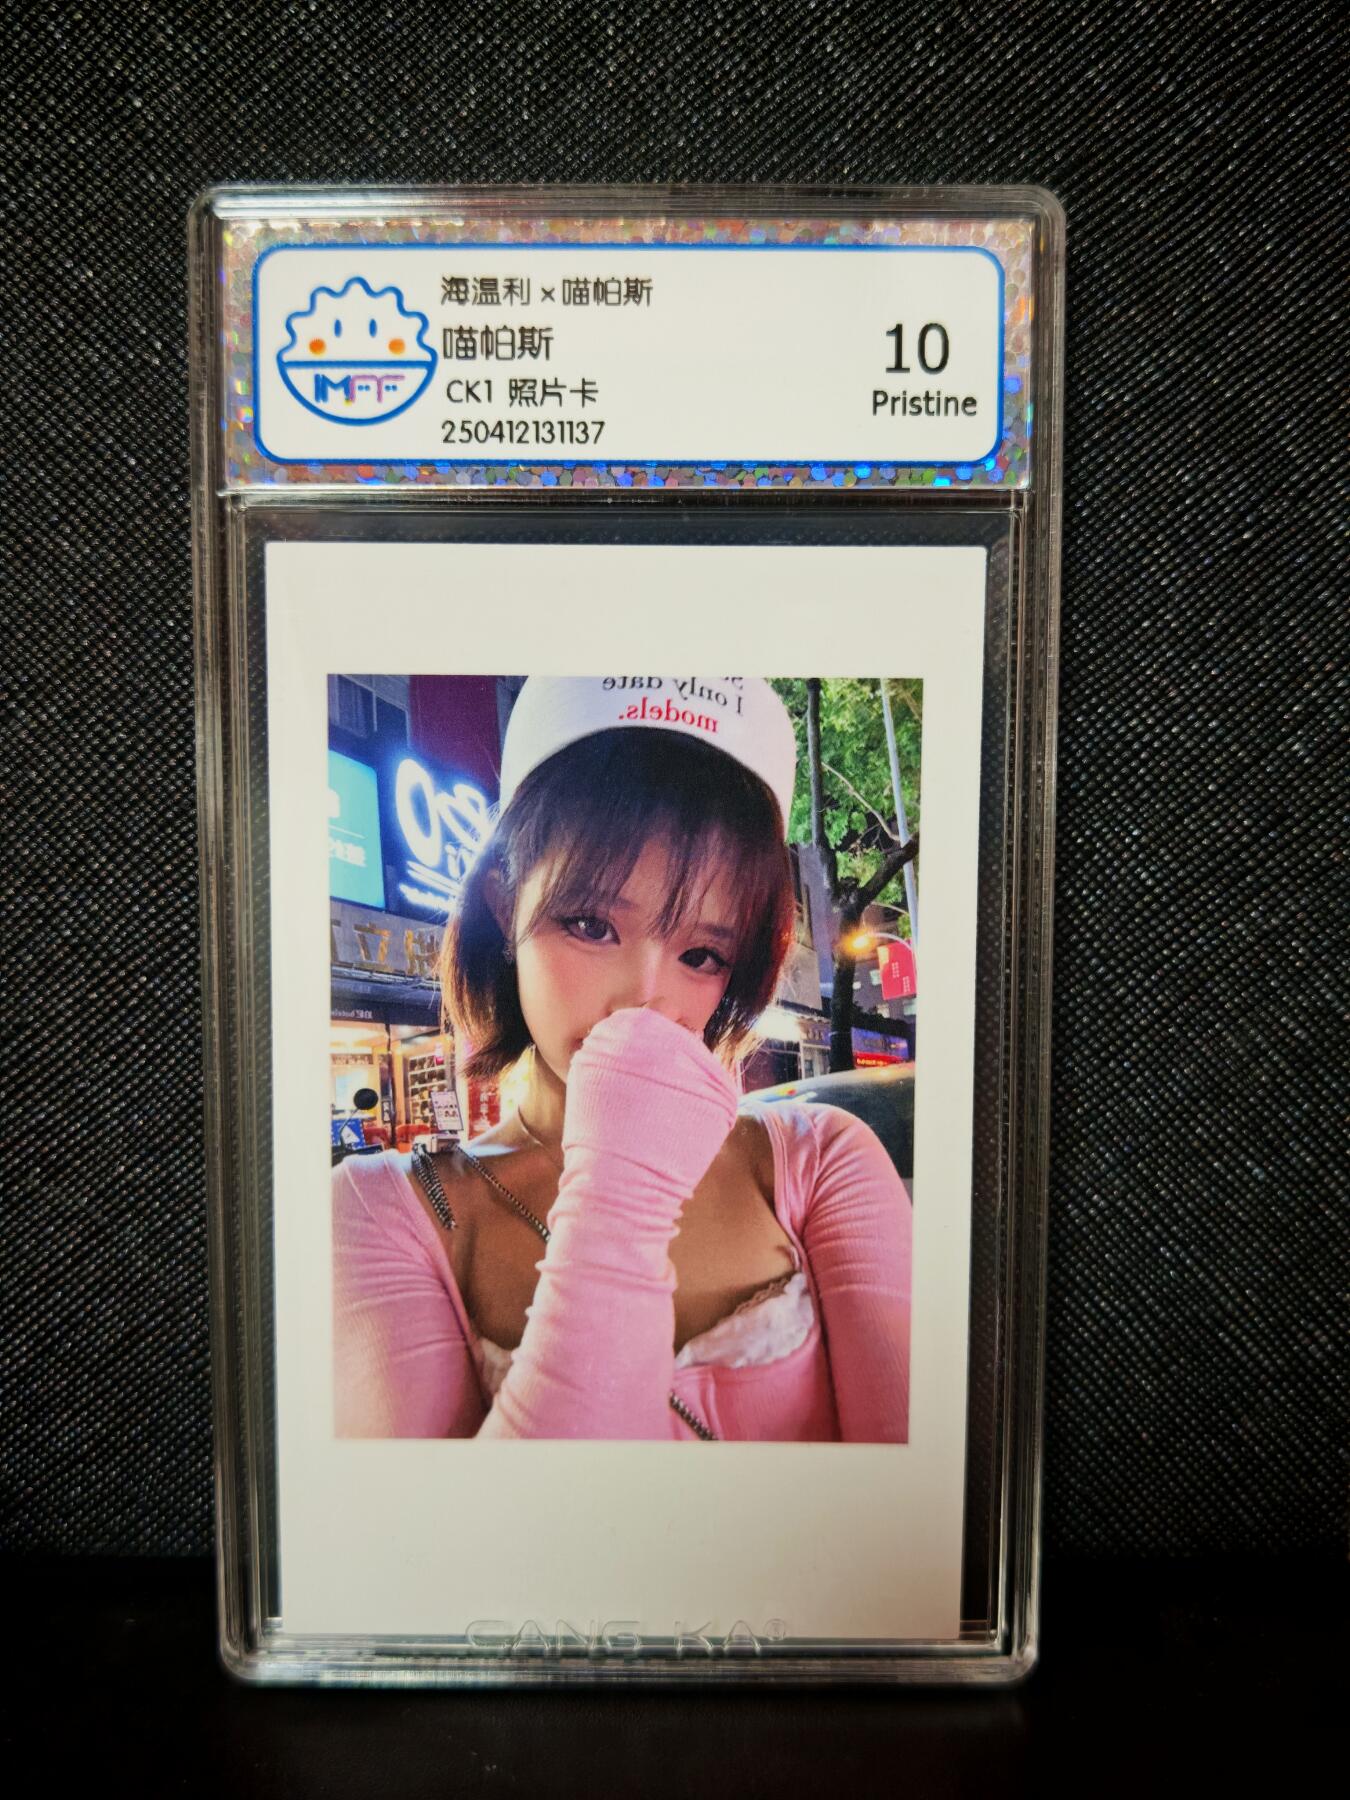 海温利×喵帕斯
喵帕斯
CK1 照片卡
250412131137
IMFF
10
Pristine
I only date
models.
GANG KA®